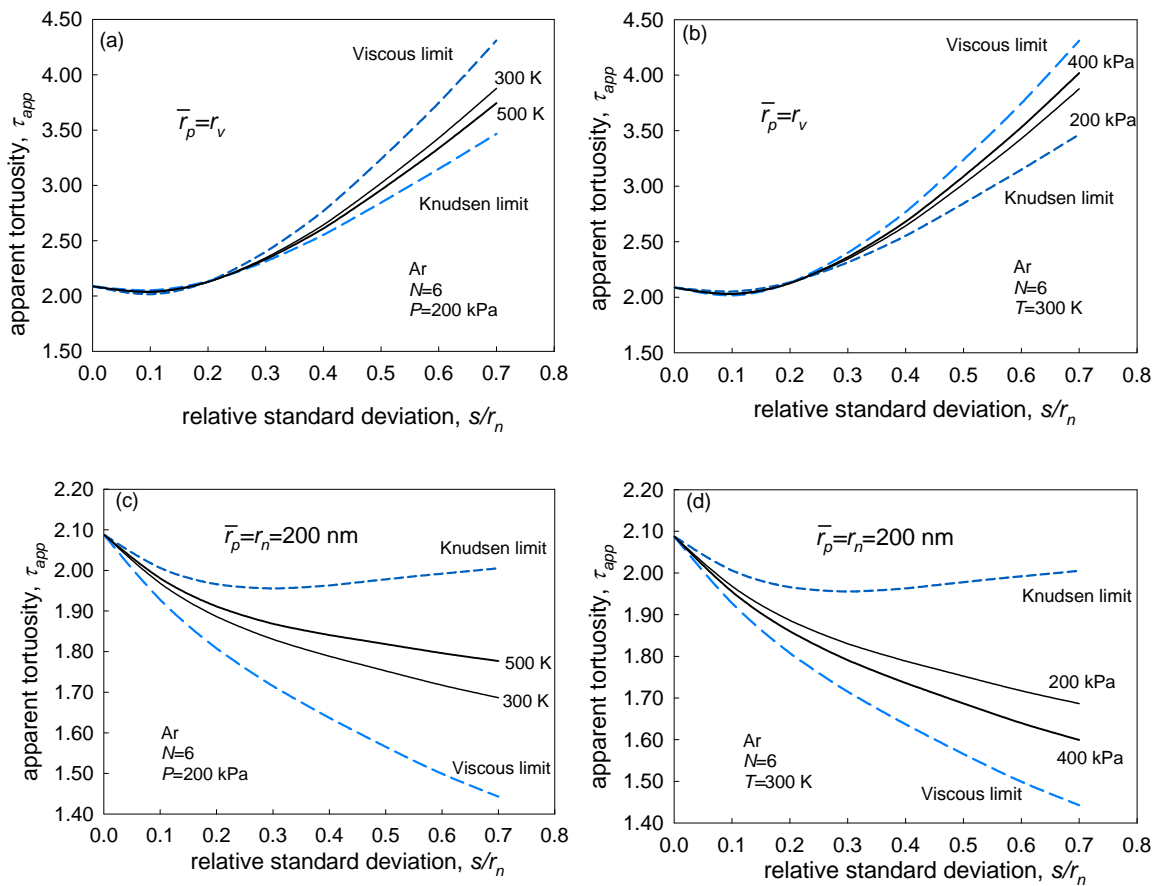 (a)
4.50
4.00
3.50
3.00
2.50
2.00
1.50
apparent tortuosity, τapp
Viscous limit
300 K
500 K
r̅p=rv
Knudsen limit
Ar
N=6
P=200 kPa
0.0 0.1 0.2 0.3 0.4 0.5 0.6 0.7 0.8
relative standard deviation, s/rn
(b)
4.50
4.00
3.50
3.00
2.50
2.00
1.50
apparent tortuosity, τapp
Viscous limit
400 kPa
200 kPa
r̅p=rv
Knudsen limit
Ar
N=6
T=300 K
0.0 0.1 0.2 0.3 0.4 0.5 0.6 0.7 0.8
relative standard deviation, s/rn
(c)
2.20
2.10
2.00
1.90
1.80
1.70
1.60
1.50
1.40
apparent tortuosity, τapp
r̅p=rn=200 nm
Knudsen limit
500 K
300 K
Viscous limit
Ar
N=6
P=200 kPa
0.0 0.1 0.2 0.3 0.4 0.5 0.6 0.7 0.8
relative standard deviation, s/rn
(d)
2.20
2.10
2.00
1.90
1.80
1.70
1.60
1.50
1.40
apparent tortuosity, τapp
r̅p=rn=200 nm
Knudsen limit
200 kPa
400 kPa
Viscous limit
Ar
N=6
T=300 K
0.0 0.1 0.2 0.3 0.4 0.5 0.6 0.7 0.8
relative standard deviation, s/rn